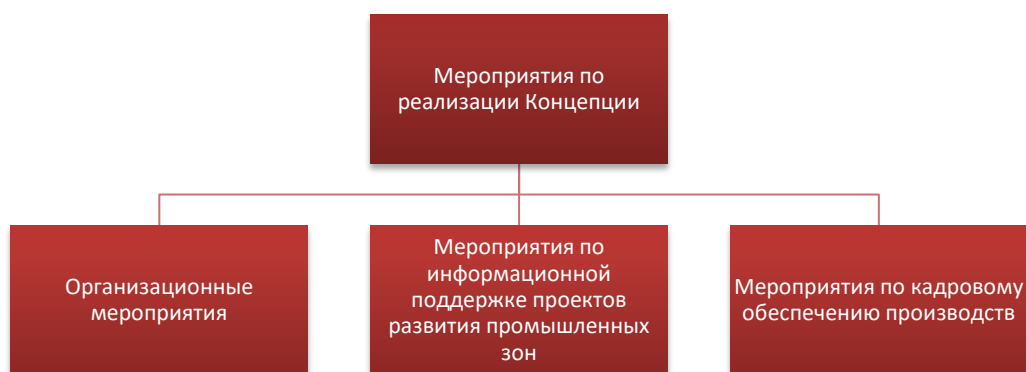 Мероприятия по
реализации Концепции
Организационные
мероприятия
Мероприятия по
информационной
поддержке проектов
развития промышленных
зон
Мероприятия по кадровому
обеспечению производств